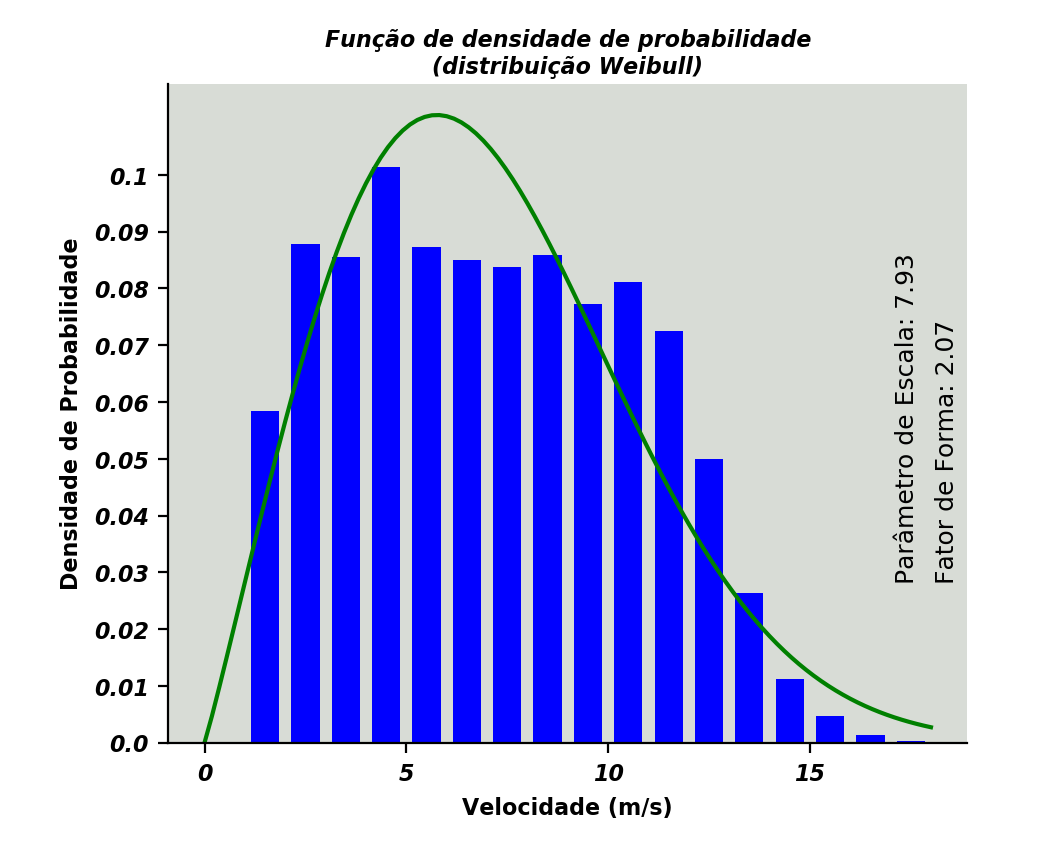 Função de densidade de probabilidade
(distribuição Weibull)
Densidade de Probabilidade
0.1
0.09
0.08
0.07
0.06
0.05
0.04
0.03
0.02
0.01
0.0
0
5
10
15
Velocidade (m/s)
Parâmetro de Escala: 7.93
Fator de Forma: 2.07